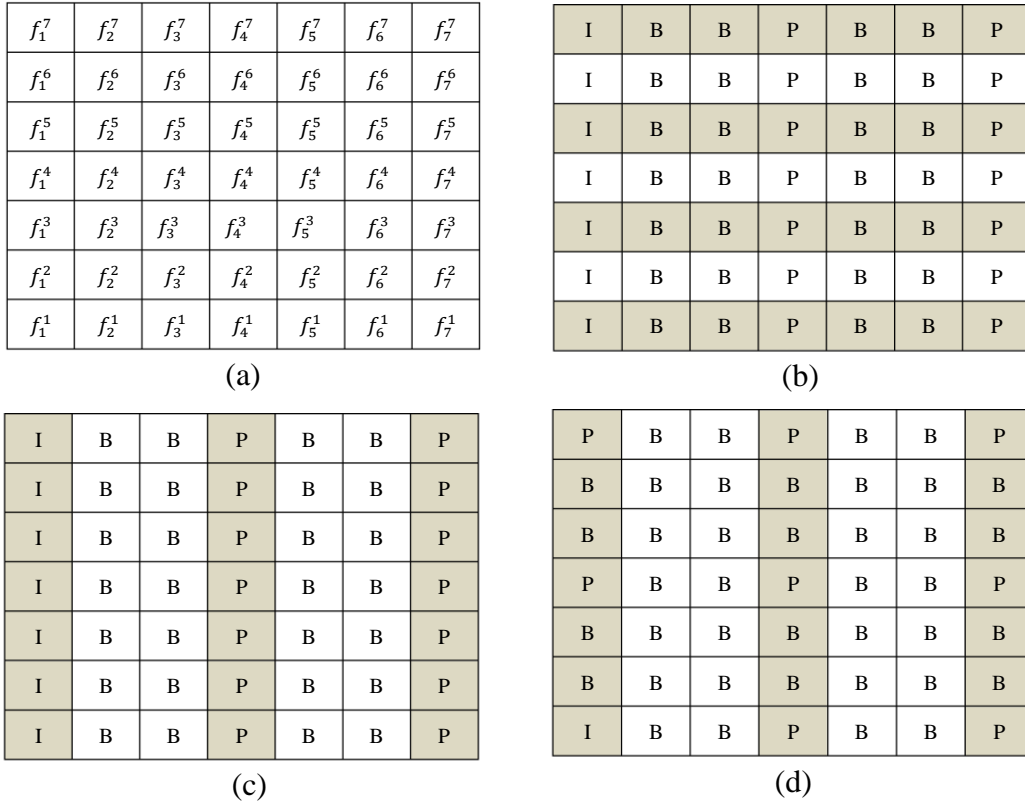 f_1^7 f_2^7 f_3^7 f_4^7 f_5^7 f_6^7 f_7^7
f_1^6 f_2^6 f_3^6 f_4^6 f_5^6 f_6^6 f_7^6
f_1^5 f_2^5 f_3^5 f_4^5 f_5^5 f_6^5 f_7^5
f_1^4 f_2^4 f_3^4 f_4^4 f_5^4 f_6^4 f_7^4
f_1^3 f_2^3 f_3^3 f_4^3 f_5^3 f_6^3 f_7^3
f_1^2 f_2^2 f_3^2 f_4^2 f_5^2 f_6^2 f_7^2
f_1^1 f_2^1 f_3^1 f_4^1 f_5^1 f_6^1 f_7^1
(a)
I B B P B B P
I B B P B B P
I B B P B B P
I B B P B B P
I B B P B B P
I B B P B B P
I B B P B B P
(b)
I B B P B B P
I B B P B B P
I B B P B B P
I B B P B B P
I B B P B B P
I B B P B B P
I B B P B B P
(c)
P B B P B B P
B B B B B B B
B B B B B B B
P B B P B B P
B B B B B B B
B B B B B B B
I B B P B B P
(d)